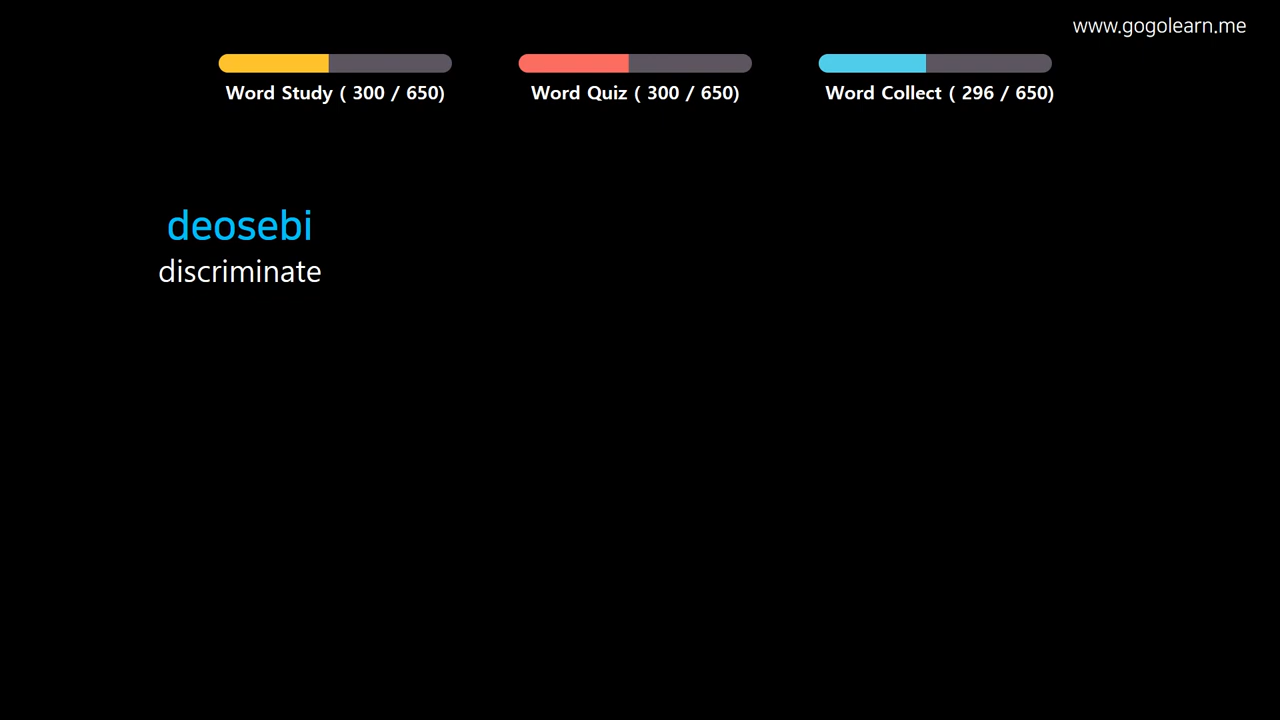 www.gogolearn.me
Word Study ( 300 / 650)
Word Quiz ( 300 / 650)
Word Collect ( 296 / 650)
deosebi
discriminate